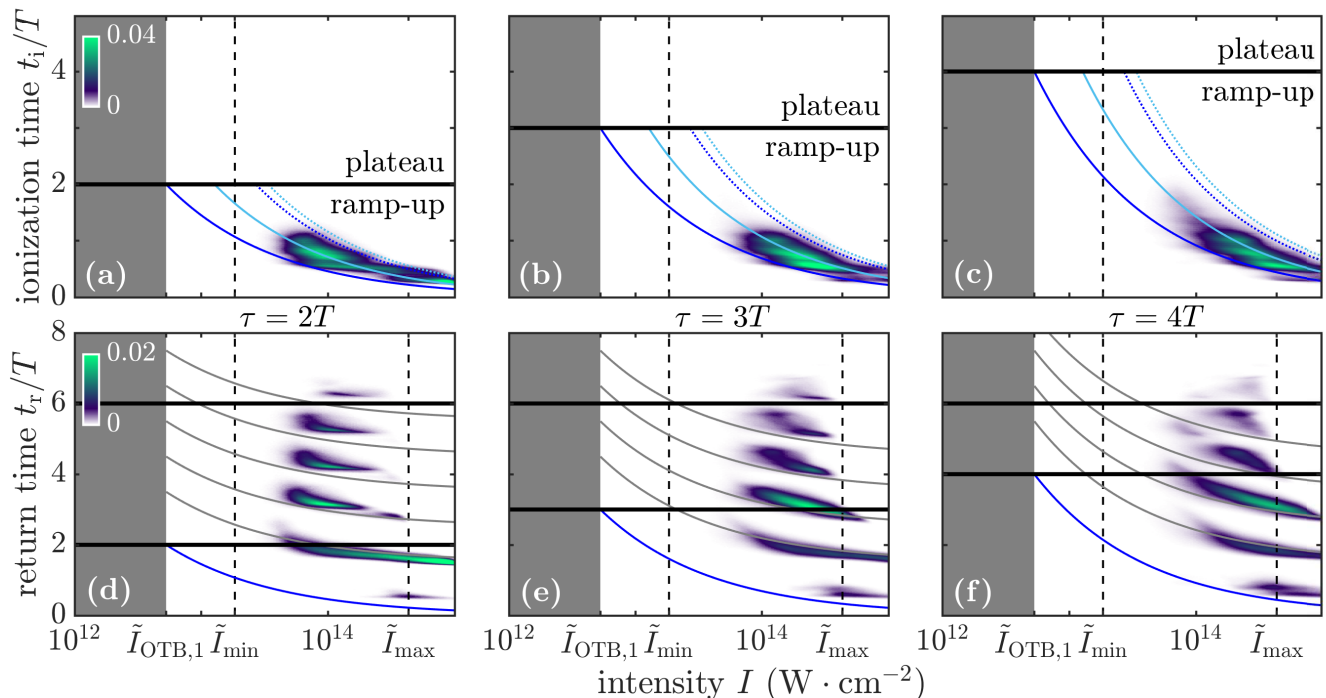 ionization time t_i/T
4
2
0
0.04
0
plateau
ramp-up
(a)
plateau
ramp-up
(b)
plateau
ramp-up
(c)
τ = 2T
τ = 3T
τ = 4T
return time t_r/T
8
6
4
2
0
0.02
0
(d)
(e)
(f)
10^12 Ĩ_OTB,1 Ĩ_min 10^14 Ĩ_max
10^12 Ĩ_OTB,1 Ĩ_min 10^14 Ĩ_max
10^12 Ĩ_OTB,1 Ĩ_min 10^14 Ĩ_max
intensity I (W · cm^−2)